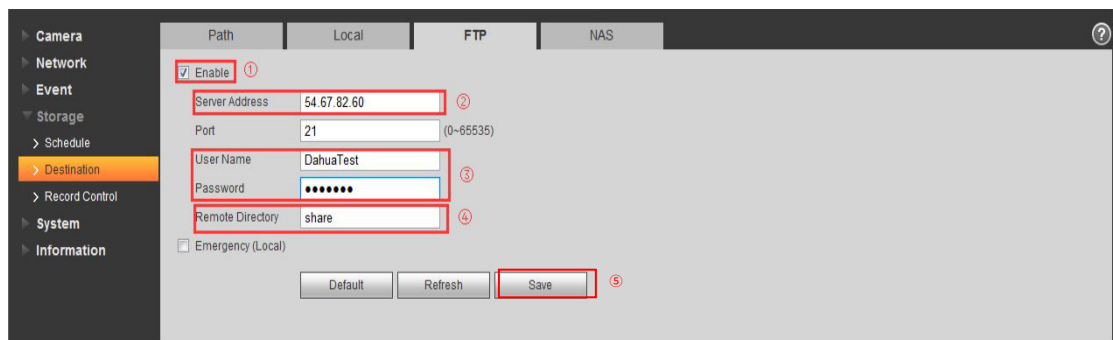 Camera
Network
Event
Storage
Schedule
Destination
Record Control
System
Information
Path Local FTP NAS ?
Enable ①
Server Address 54.67.82.60 ②
Port 21 (0~65535)
User Name DahuaTest
Password ●●●●●●● ③
Remote Directory share ④
Emergency (Local)
Default Refresh Save ⑤